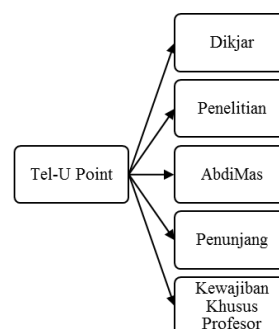 Dikjar
Penelitian
Tel-U Point
AbdiMas
Penunjang
Kewajiban
Khusus
Profesor